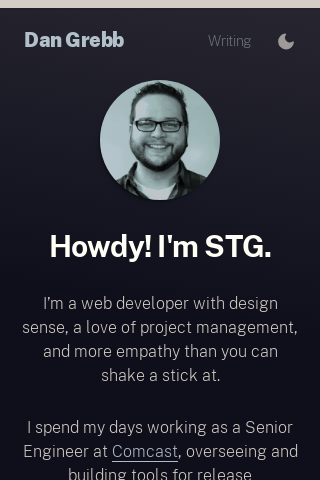 Dan Grebb
Writing
Howdy! I'm STG.
I’m a web developer with design
sense, a love of project management,
and more empathy than you can
shake a stick at.
I spend my days working as a Senior
Engineer at Comcast, overseeing and
building tools for release